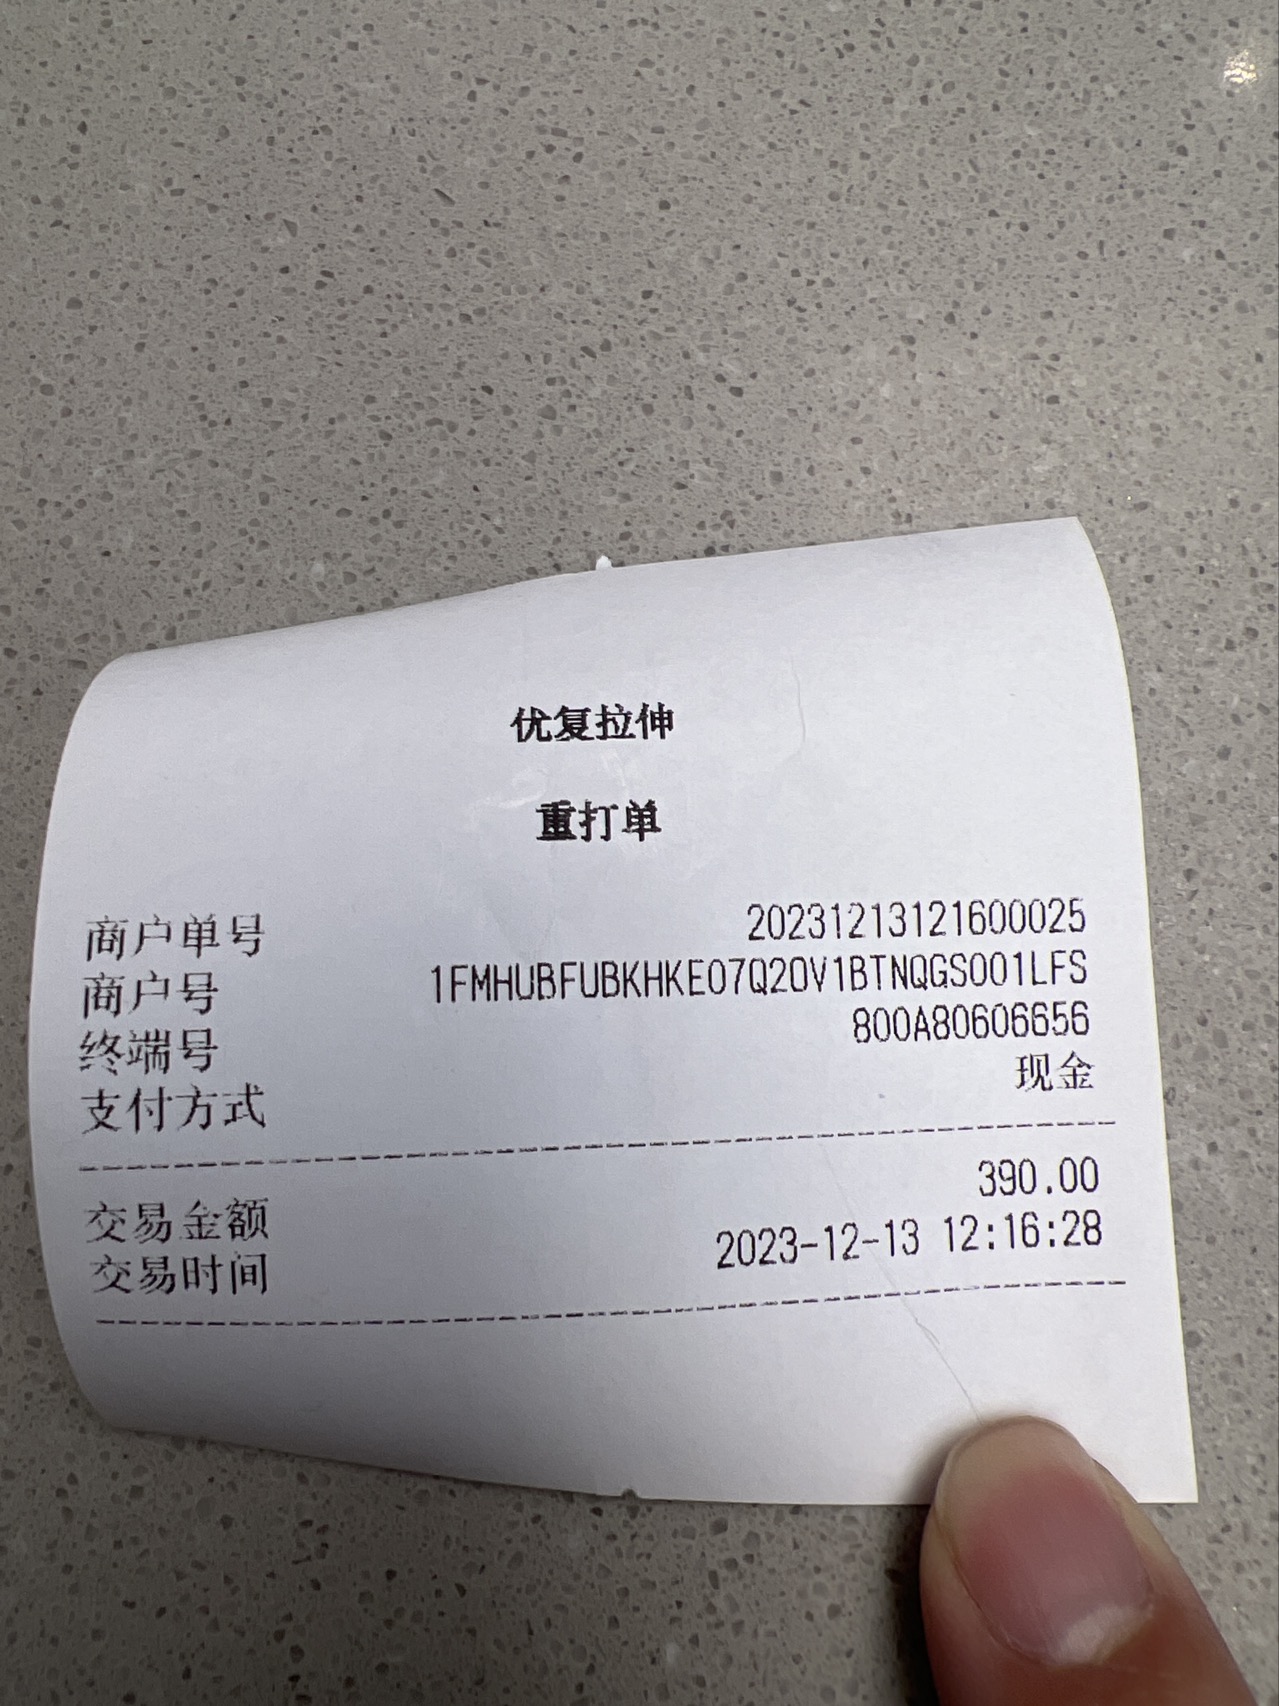 优复拉伸
重打单
商户单号 20231213121600025
商户号 1FMHUBFUBKHKE07Q20V1BTNQGS001LFS
终端号 800A80606656
支付方式 现金
交易金额 390.00
交易时间 2023-12-13 12:16:28